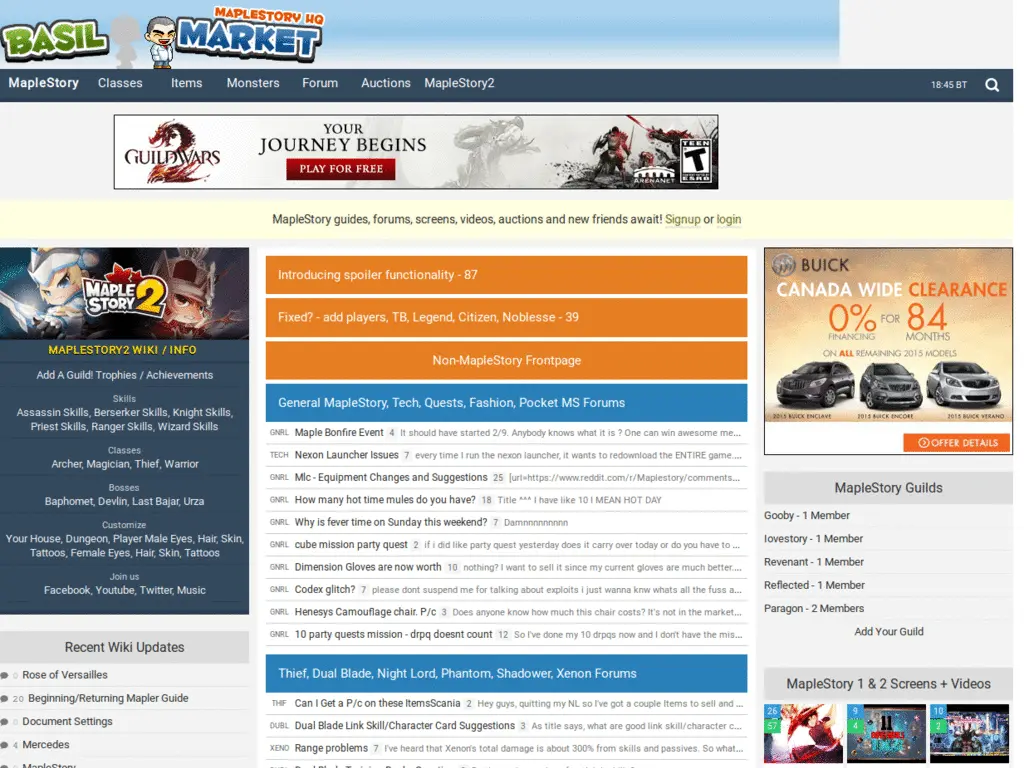 MAPLESTORY HQ
BASIL MARKET
MapleStory Classes Items Monsters Forum Auctions MapleStory2 18:45 BT
GUILDWARS 2
YOUR
JOURNEY BEGINS
PLAY FOR FREE
ARENANET
TEEN
T
ESRB
MapleStory guides, forums, screens, videos, auctions and new friends await! Signup or login
MAPLE STORY 2
MAPLESTORY2 WIKI / INFO
Add A Guild! Trophies / Achievements
Skills
Assassin Skills, Berserker Skills, Knight Skills,
Priest Skills, Ranger Skills, Wizard Skills
Classes
Archer, Magician, Thief, Warrior
Bosses
Baphomet, Devlin, Last Bajar, Urza
Customize
Your House, Dungeon, Player Male Eyes, Hair, Skin,
Tattoos, Female Eyes, Hair, Skin, Tattoos
Join us
Facebook, Youtube, Twitter, Music
Recent Wiki Updates
0 Rose of Versailles
20 Beginning/Returning Mapler Guide
0 Document Settings
4 Mercedes
MapleStory
Introducing spoiler functionality - 87
Fixed? - add players, TB, Legend, Citizen, Noblesse - 39
Non-MapleStory Frontpage
General MapleStory, Tech, Quests, Fashion, Pocket MS Forums
GNRL Maple Bonfire Event 4 It should have started 2/9. Anybody knows what it is ? One can win awesome me...
TECH Nexon Launcher Issues 7 every time I run the nexon launcher, it wants to redownload the ENTIRE game....
GNRL Mlc - Equipment Changes and Suggestions 25 [url=https://www.reddit.com/r/Maplestory/comments...
GNRL How many hot time mules do you have? 18 Title ^^^ I have like 10 I MEAN HOT DAY
GNRL Why is fever time on Sunday this weekend? 7 Damnnnnnnnnn
GNRL cube mission party quest 2 if i did like party quest yesterday does it carry over today or do you have to ...
GNRL Dimension Gloves are now worth 10 nothing? I want to sell it since my current gloves are much better....
GNRL Codex glitch? 7 please dont suspend me for talking about exploits i just wanna knw whats all the fuss a...
GNRL Henesys Camouflage chair. P/c 3 Does anyone know how much this chair costs? It's not in the market...
GNRL 10 party quests mission - drpq doesnt count 12 So I've done my 10 drpqs now and I don't have the mis...
Thief, Dual Blade, Night Lord, Phantom, Shadower, Xenon Forums
THIF Can I Get a P/c on these ItemsScania 2 Hey guys, quitting my NL so I've got a couple Items to sell and ...
DUBL Dual Blade Link Skill/Character Card Suggestions 3 As title says, what are good link skill/character c...
XENO Range problems 7 I've heard that Xenon's total damage is about 300% from skills and passives. So what...
BUICK
CANADA WIDE CLEARANCE
0% FOR 84
FINANCING MONTHS
ON ALL REMAINING 2015 MODELS
2015 BUICK ENCLAVE 2015 BUICK ENCORE 2015 BUICK VERANO
OFFER DETAILS
MapleStory Guilds
Gooby - 1 Member
lovestory - 1 Member
Revenant - 1 Member
Reflected - 1 Member
Paragon - 2 Members
Add Your Guild
MapleStory 1 & 2 Screens + Videos
26 9 10
57 4 2